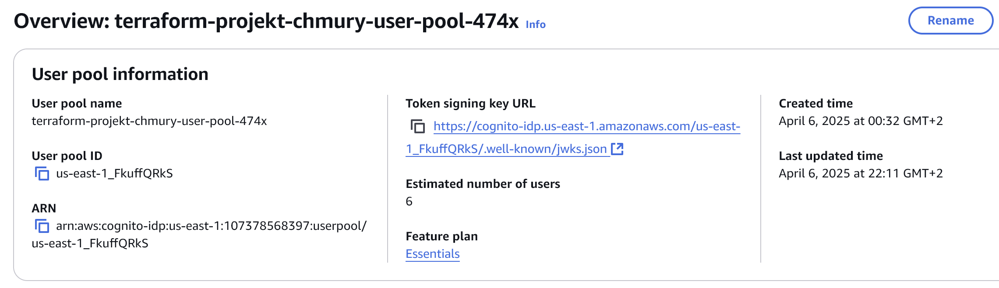 Overview: terraform-projekt-chmury-user-pool-474x Info
Rename
User pool information
User pool name
terraform-projekt-chmury-user-pool-474x
User pool ID
us-east-1_FkuffQRkS
ARN
arn:aws:cognito-idp:us-east-1:107378568397:userpool/
us-east-1_FkuffQRkS
Token signing key URL
https://cognito-idp.us-east-1.amazonaws.com/us-east-
1_FkuffQRkS/.well-known/jwks.json
Estimated number of users
6
Feature plan
Essentials
Created time
April 6, 2025 at 00:32 GMT+2
Last updated time
April 6, 2025 at 22:11 GMT+2